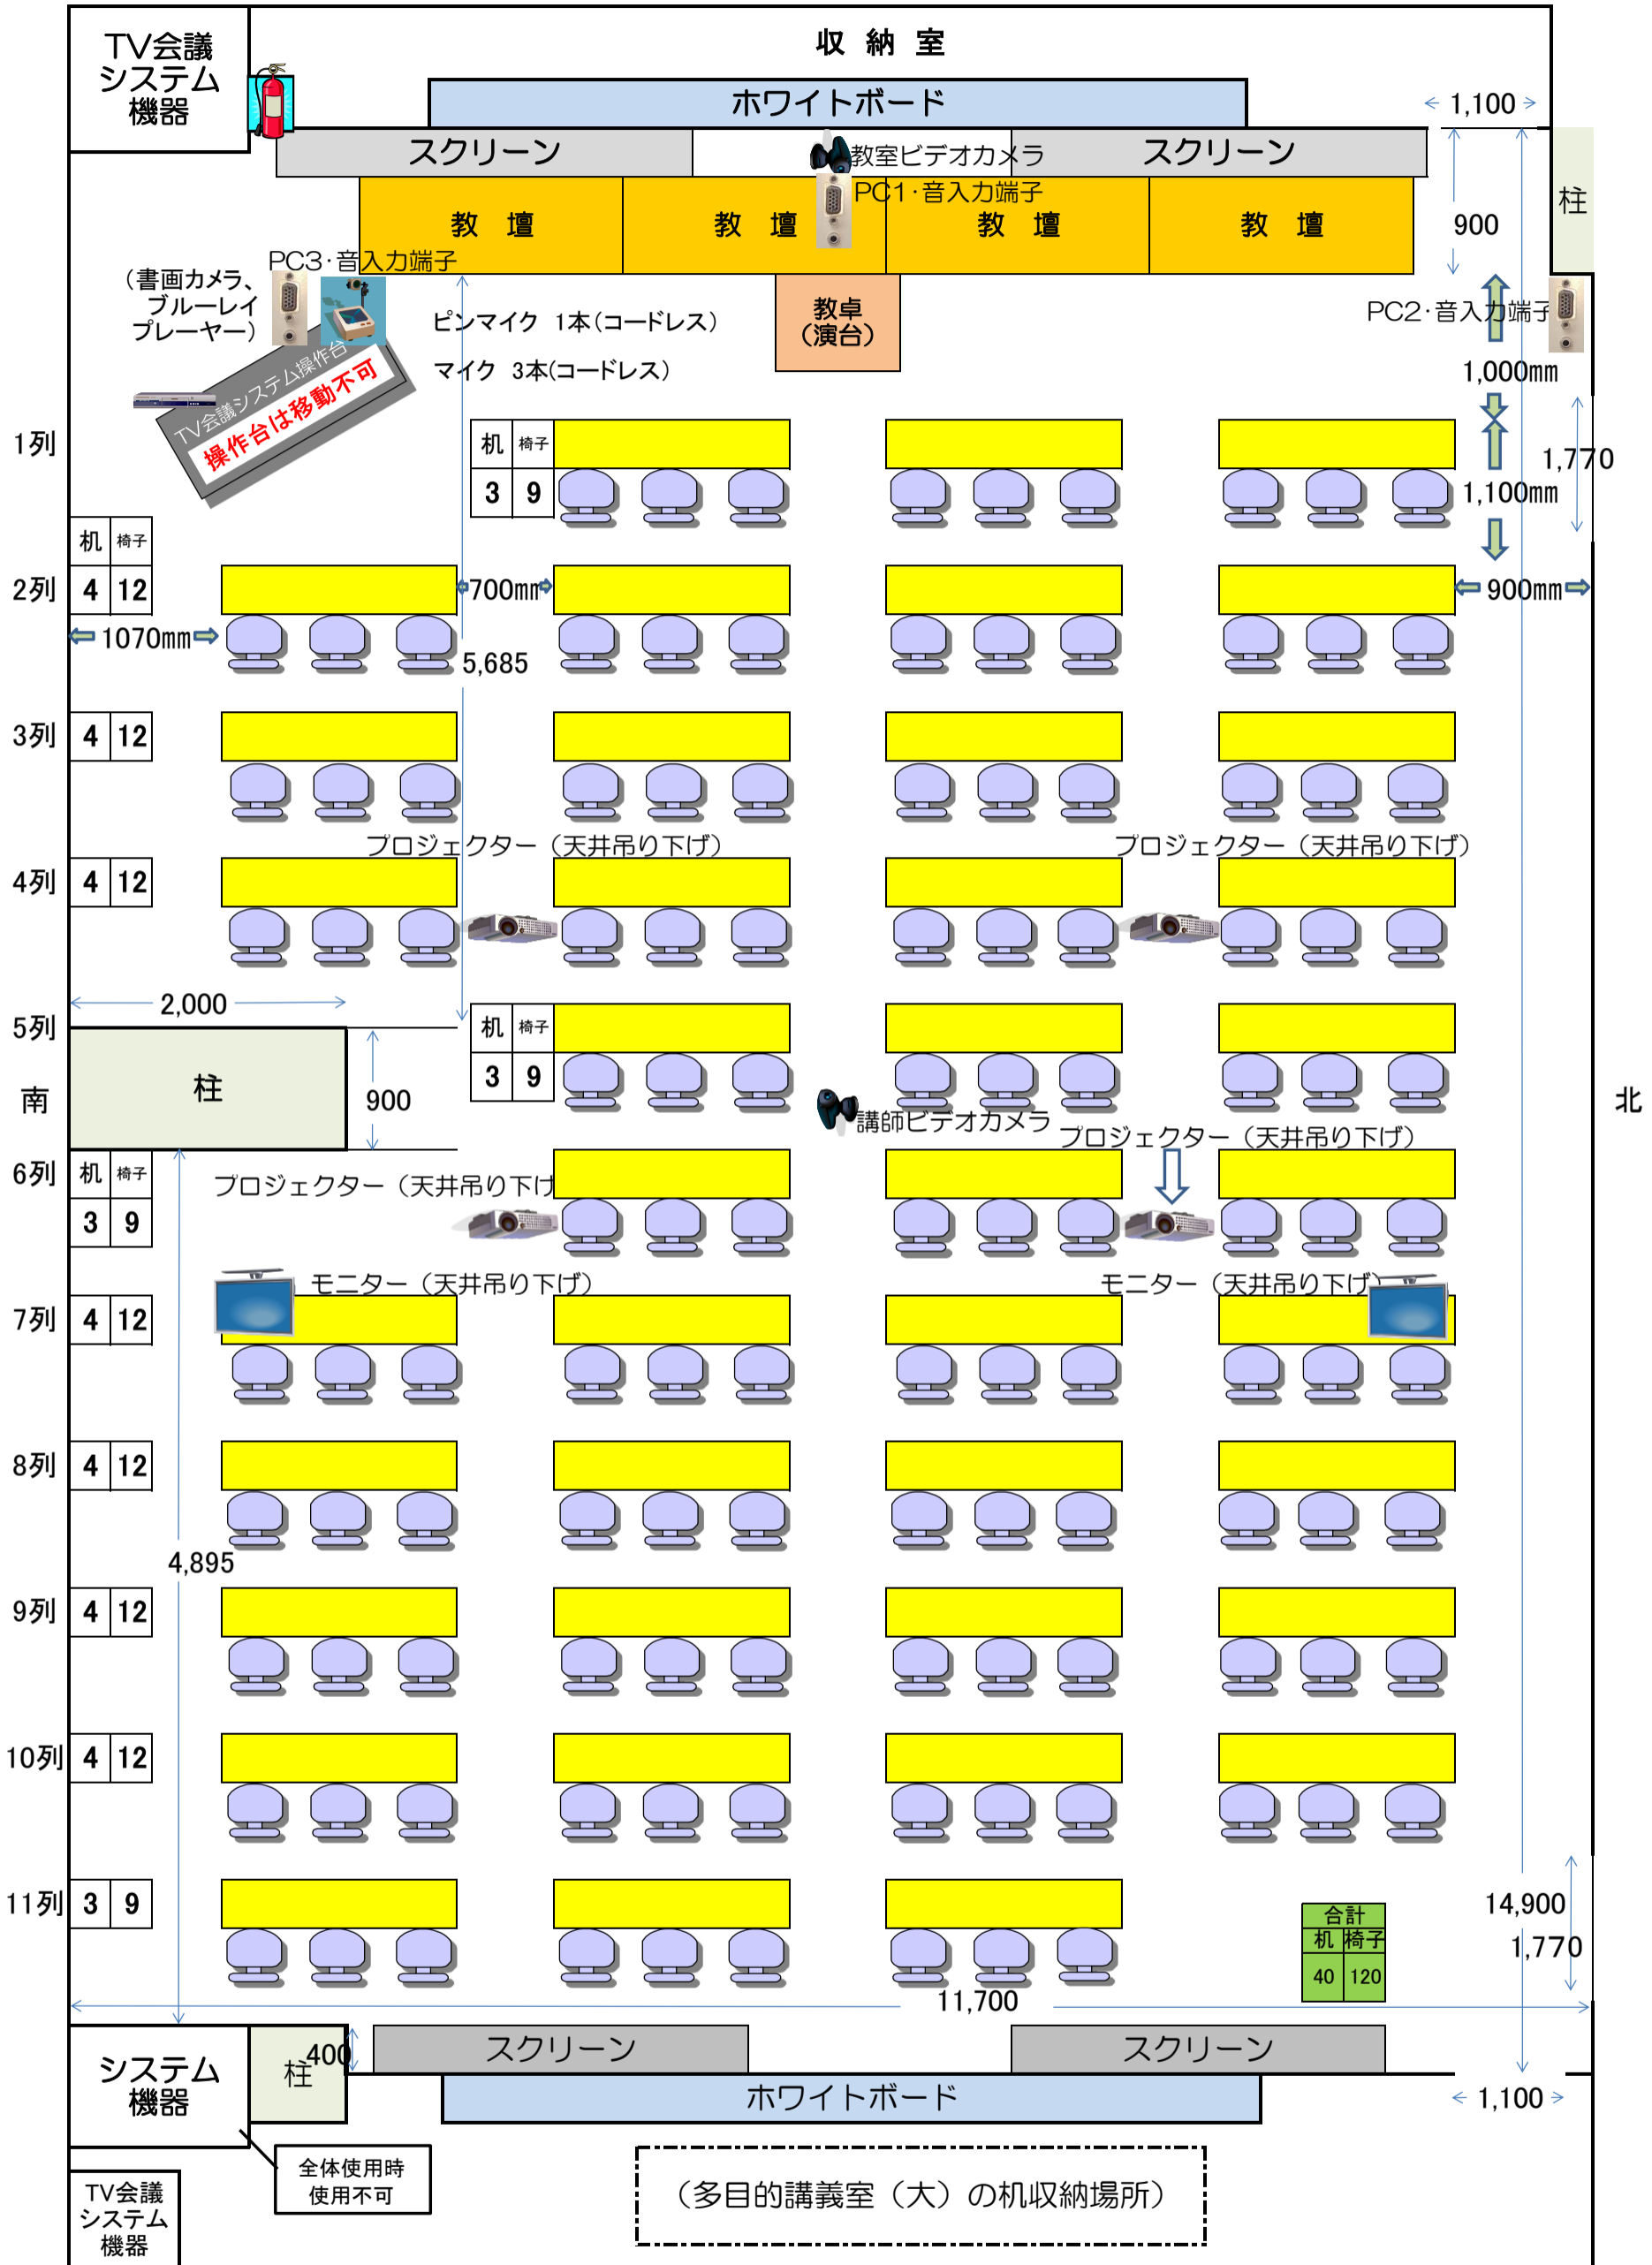 TV会議
システム
機器
収 納 室
ホワイトボード
1,100
スクリーン
教室ビデオカメラ
スクリーン
PC1・音入力端子
柱
教 壇
教 壇
教 壇
教 壇
900
PC3・音入力端子
(書画カメラ、
ブルーレイ
プレーヤー)
ピンマイク 1本(コードレス)
マイク 3本(コードレス)
教卓
(演台)
PC2・音入力端子
TV会議システム操作台
操作台は移動不可
1,000㎜
1,770
1,100㎜
1列
机 椅子
3 9
机 椅子
2列 4 12
700㎜
900㎜
1070㎜
5,685
3列 4 12
プロジェクター(天井吊り下げ)
プロジェクター(天井吊り下げ)
4列 4 12
2,000
5列
机 椅子
3 9
柱
900
南
北
講師ビデオカメラ
プロジェクター(天井吊り下げ)
6列 机 椅子
3 9
プロジェクター(天井吊り下げ
モニター(天井吊り下げ)
モニター(天井吊り下げ)
7列 4 12
8列 4 12
4,895
9列 4 12
10列 4 12
11列 3 9
合計
机 椅子
40 120
14,900
1,770
11,700
システム
機器
柱
400
スクリーン
スクリーン
ホワイトボード
1,100
全体使用時
使用不可
(多目的講義室(大)の机収納場所)
TV会議
システム
機器